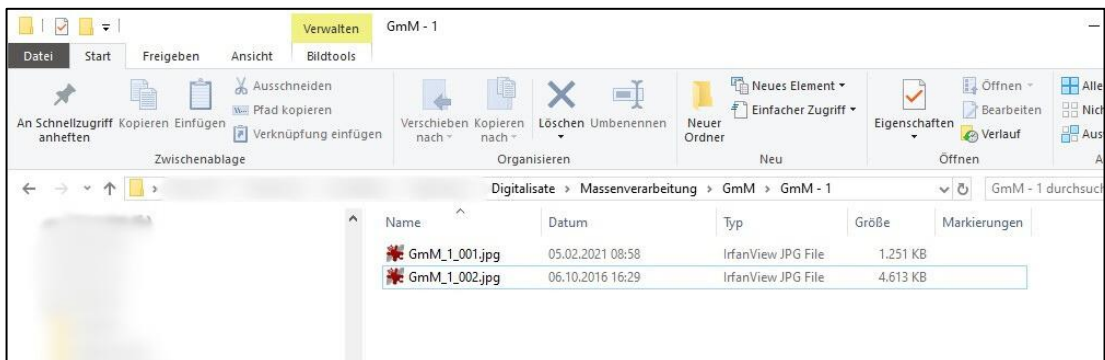 Verwalten GmM - 1
Datei Start Freigeben Ansicht Bildtools
An Schnellzugriff anheften
Kopieren
Einfügen
Ausschneiden
Pfad kopieren
Verknüpfung einfügen
Zwischenablage
Verschieben nach
Kopieren nach
Löschen
Umbenennen
Organisieren
Neuer Ordner
Neues Element
Einfacher Zugriff
Neu
Eigenschaften
Öffnen
Bearbeiten
Verlauf
Öffnen
Alle
Nich
Aus
A
Digitalisate > Massenverarbeitung > GmM > GmM - 1
GmM - 1 durchsuch
Name Datum Typ Größe Markierungen
GmM_1_001.jpg 05.02.2021 08:58 IrfanView JPG File 1.251 KB
GmM_1_002.jpg 06.10.2016 16:29 IrfanView JPG File 4.613 KB